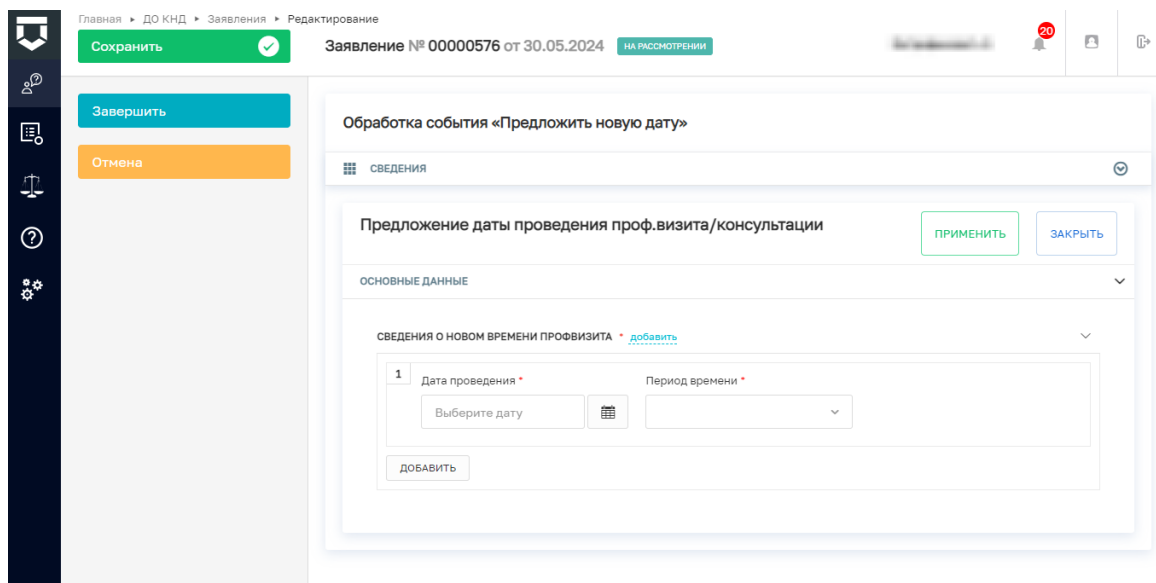 Главная ▸ ДО КНД ▸ Заявления ▸ Редактирование
Сохранить
Заявление № 00000576 от 30.05.2024 НА РАССМОТРЕНИИ
20
Завершить
Отмена
Обработка события «Предложить новую дату»
СВЕДЕНИЯ
Предложение даты проведения проф.визита/консультации
ПРИМЕНИТЬ
ЗАКРЫТЬ
ОСНОВНЫЕ ДАННЫЕ
СВЕДЕНИЯ О НОВОМ ВРЕМЕНИ ПРОФВИЗИТА * добавить
1
Дата проведения * Период времени *
Выберите дату
ДОБАВИТЬ